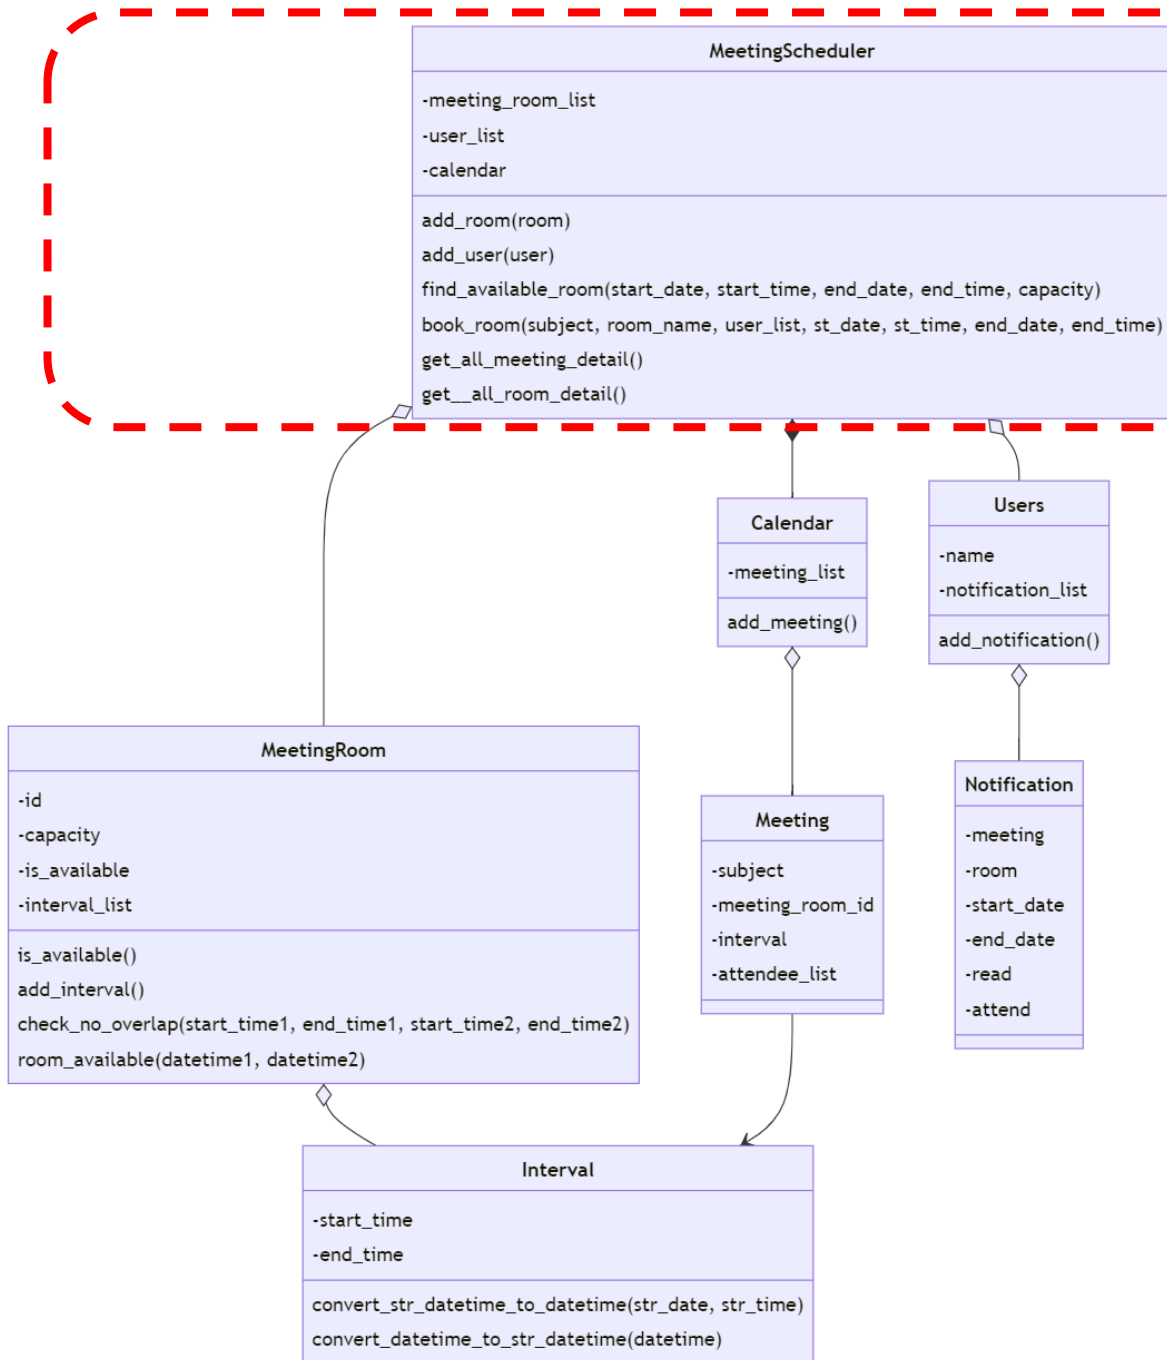 MeetingScheduler
-meeting_room_list
-user_list
-calendar
add_room(room)
add_user(user)
find_available_room(start_date, start_time, end_date, end_time, capacity)
book_room(subject, room_name, user_list, st_date, st_time, end_date, end_time)
get_all_meeting_detail()
get__all_room_detail()
Calendar
-meeting_list
add_meeting()
Users
-name
-notification_list
add_notification()
MeetingRoom
-id
-capacity
-is_available
-interval_list
is_available()
add_interval()
check_no_overlap(start_time1, end_time1, start_time2, end_time2)
room_available(datetime1, datetime2)
Meeting
-subject
-meeting_room_id
-interval
-attendee_list
Notification
-meeting
-room
-start_date
-end_date
-read
-attend
Interval
-start_time
-end_time
convert_str_datetime_to_datetime(str_date, str_time)
convert_datetime_to_str_datetime(datetime)